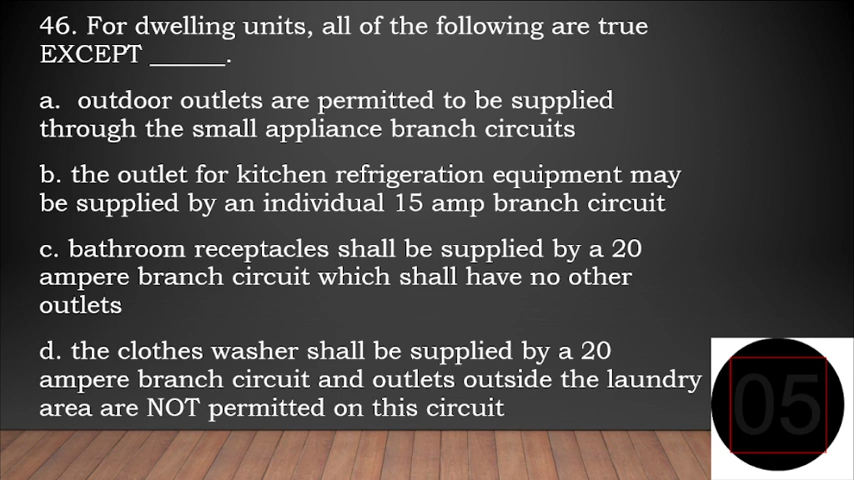 46. For dwelling units, all of the following are true
EXCEPT ______.
a.  outdoor outlets are permitted to be supplied
through the small appliance branch circuits
b. the outlet for kitchen refrigeration equipment may
be supplied by an individual 15 amp branch circuit
c. bathroom receptacles shall be supplied by a 20
ampere branch circuit which shall have no other
outlets
d. the clothes washer shall be supplied by a 20
ampere branch circuit and outlets outside the laundry
area are NOT permitted on this circuit
05